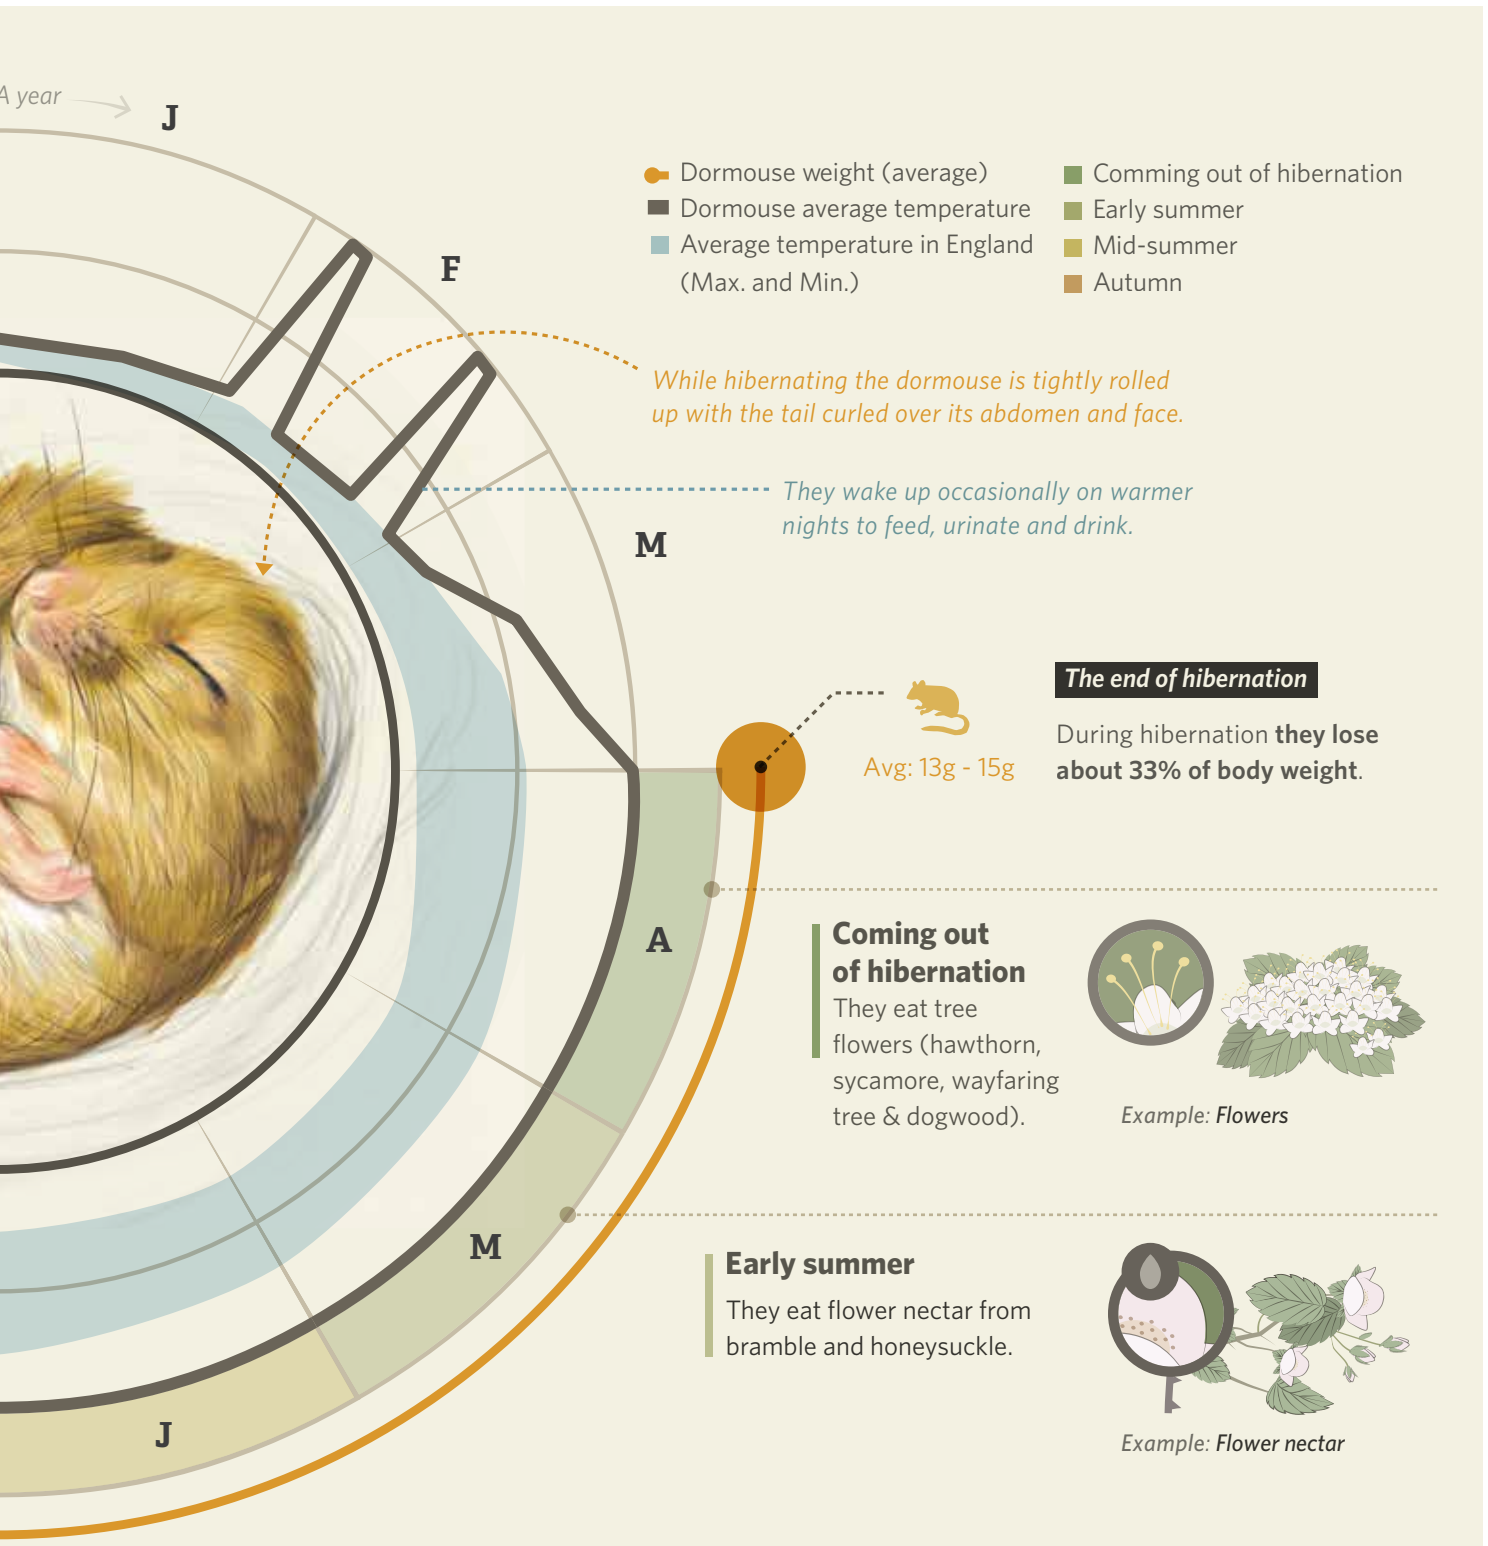 A year
J
F
M
A
M
J
Dormouse weight (average)
Dormouse average temperature
Average temperature in England
(Max. and Min.)
Comming out of hibernation
Early summer
Mid-summer
Autumn
While hibernating the dormouse is tightly rolled
up with the tail curled over its abdomen and face.
They wake up occasionally on warmer
nights to feed, urinate and drink.
Avg: 13g - 15g
The end of hibernation
During hibernation they lose
about 33% of body weight.
Coming out
of hibernation
They eat tree
flowers (hawthorn,
sycamore, wayfaring
tree & dogwood).
Example: Flowers
Early summer
They eat flower nectar from
bramble and honeysuckle.
Example: Flower nectar